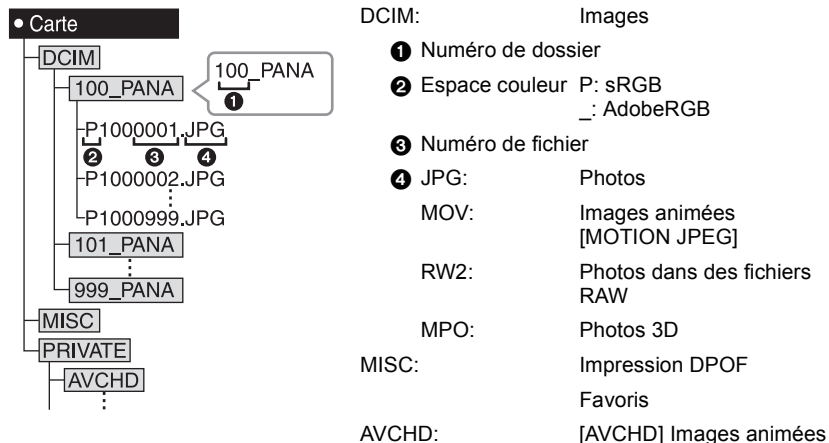 • Carte
DCIM
100_PANA
100_PANA
❶
P1000001.JPG
❷ ❸ ❹
P1000002.JPG
P1000999.JPG
101_PANA
999_PANA
MISC
PRIVATE
AVCHD
DCIM: Images
❶ Numéro de dossier
❷ Espace couleur P: sRGB
_: AdobeRGB
❸ Numéro de fichier
❹ JPG: Photos
MOV: Images animées
[MOTION JPEG]
RW2: Photos dans des fichiers
RAW
MPO: Photos 3D
MISC: Impression DPOF
Favoris
AVCHD: [AVCHD] Images animées